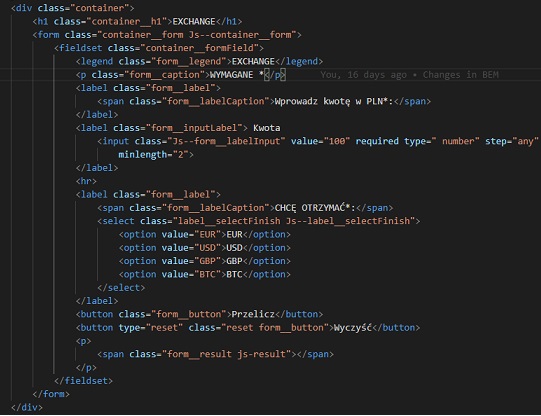 <div class="container">
<h1 class="container__h1">EXCHANGE</h1>
<form class="container__form Js--container__form">
<fieldset class="container__formField">
<legend class="form__legend">EXCHANGE</legend>
<p class="form__caption">WYMAGANE *</p> You, 16 days ago • Changes in BEM
<label class="form__label">
<span class="form__labelCaption">Wprowadz kwotę w PLN*:</span>
</label>
<label class="form__inputLabel"> Kwota
<input class="Js--form__labelInput" value="100" required type=" number" step="any"
minlength="2">
</label>
<hr>
<label class="form__label">
<span class="form__labelCaption">CHCĘ OTRZYMAĆ*:</span>
<select class="label__selectFinish Js--label__selectFinish">
<option value="EUR">EUR</option>
<option value="USD">USD</option>
<option value="GBP">GBP</option>
<option value="BTC">BTC</option>
</select>
</label>
<button class="form__button">Przelicz</button>
<button type="reset" class="reset form__button">Wyczyść</button>
<p>
<span class="form__result js-result"></span>
</p>
</fieldset>
</form>
</div>